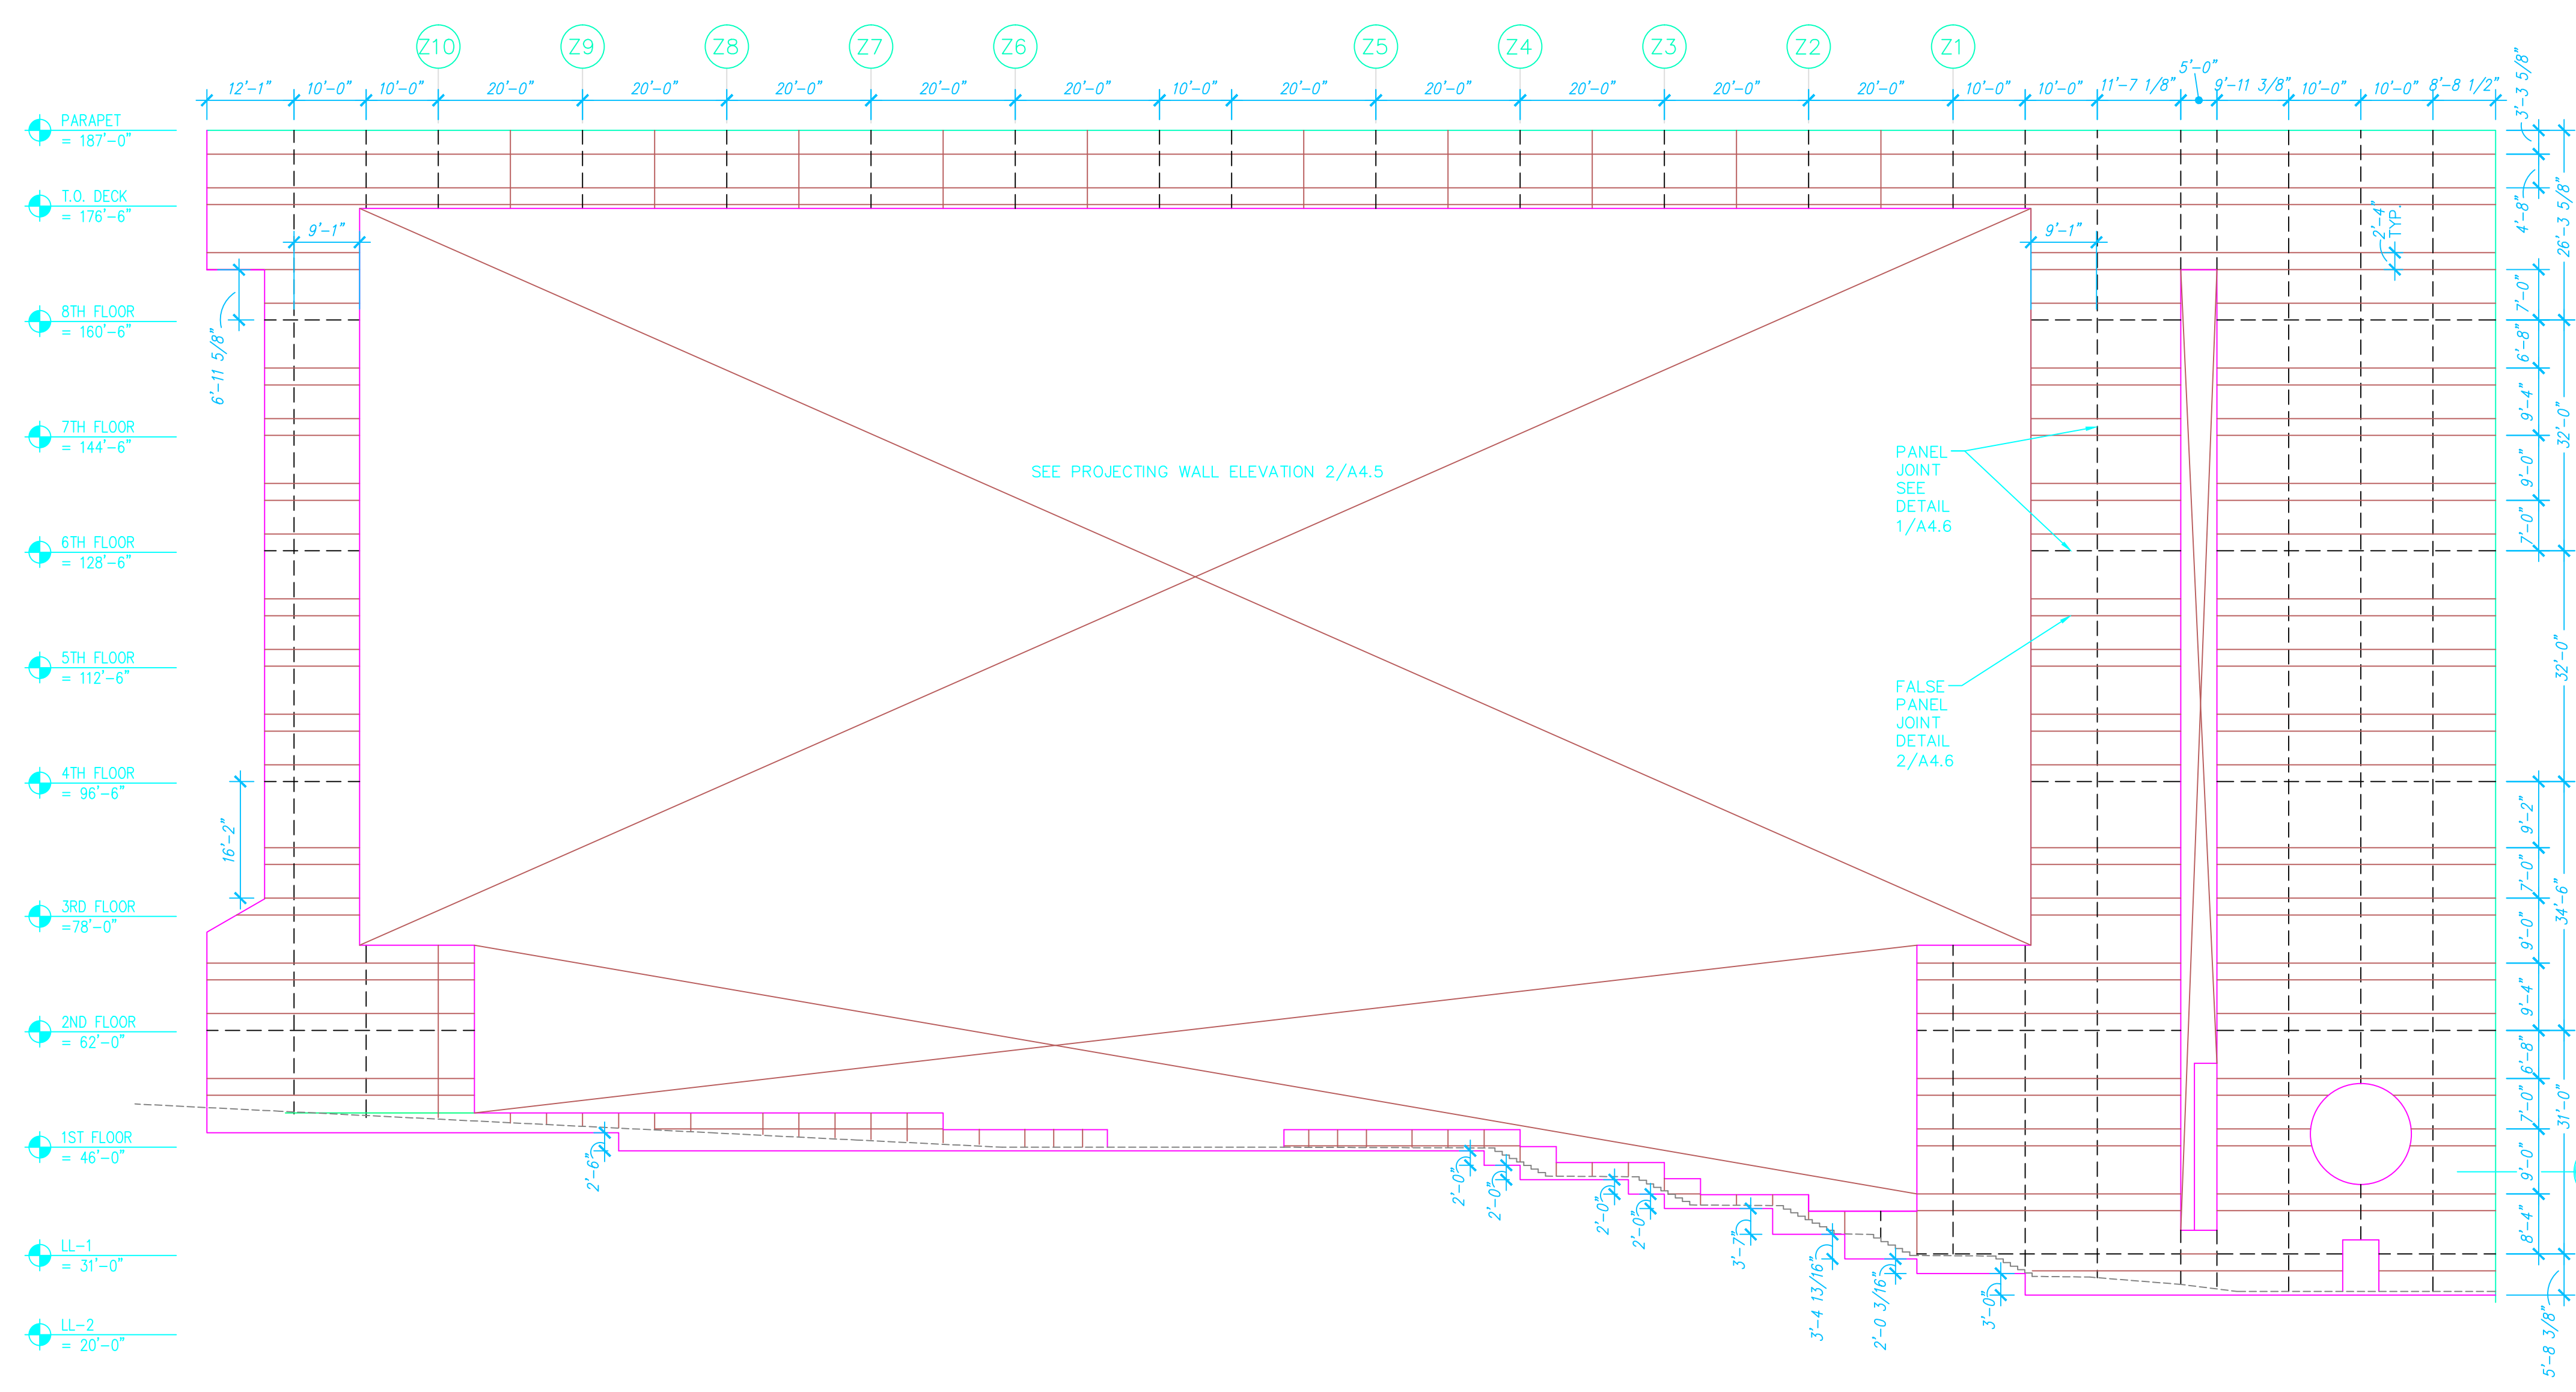 Z10 Z9 Z8 Z7 Z6 Z5 Z4 Z3 Z2 Z1
12'-1" 10'-0" 10'-0" 20'-0" 20'-0" 20'-0" 20'-0" 20'-0" 10'-0" 20'-0" 20'-0" 20'-0" 20'-0" 20'-0" 10'-0" 10'-0" 11'-7 1/8" 5'-0" 9'-11 3/8" 10'-0" 10'-0" 8'-8 1/2"
PARAPET
= 187'-0"
T.O. DECK
= 176'-6"
8TH FLOOR
= 160'-6"
7TH FLOOR
= 144'-6"
6TH FLOOR
= 128'-6"
5TH FLOOR
= 112'-6"
4TH FLOOR
= 96'-6"
3RD FLOOR
=78'-0"
2ND FLOOR
= 62'-0"
1ST FLOOR
= 46'-0"
LL-1
= 31'-0"
LL-2
= 20'-0"
9'-1"
6'-11 5/8"
16'-2"
SEE PROJECTING WALL ELEVATION 2/A4.5
9'-1"
PANEL
JOINT
SEE
DETAIL
1/A4.6
FALSE
PANEL
JOINT
DETAIL
2/A4.6
2'-4"
TYP.
2'-6"
2'-0"
2'-0"
2'-0"
2'-0"
3'-7"
3'-4 13/16"
2'-0 3/16"
3'-0"
3'-3 5/8"
4'-8"
7'-0"
6'-8"
9'-4"
9'-0"
7'-0"
9'-2"
7'-0"
9'-0"
9'-4"
6'-8"
7'-0"
9'-0"
8'-4"
5'-8 3/8"
26'-3 5/8"
32'-0"
32'-0"
34'-6"
31'-0"